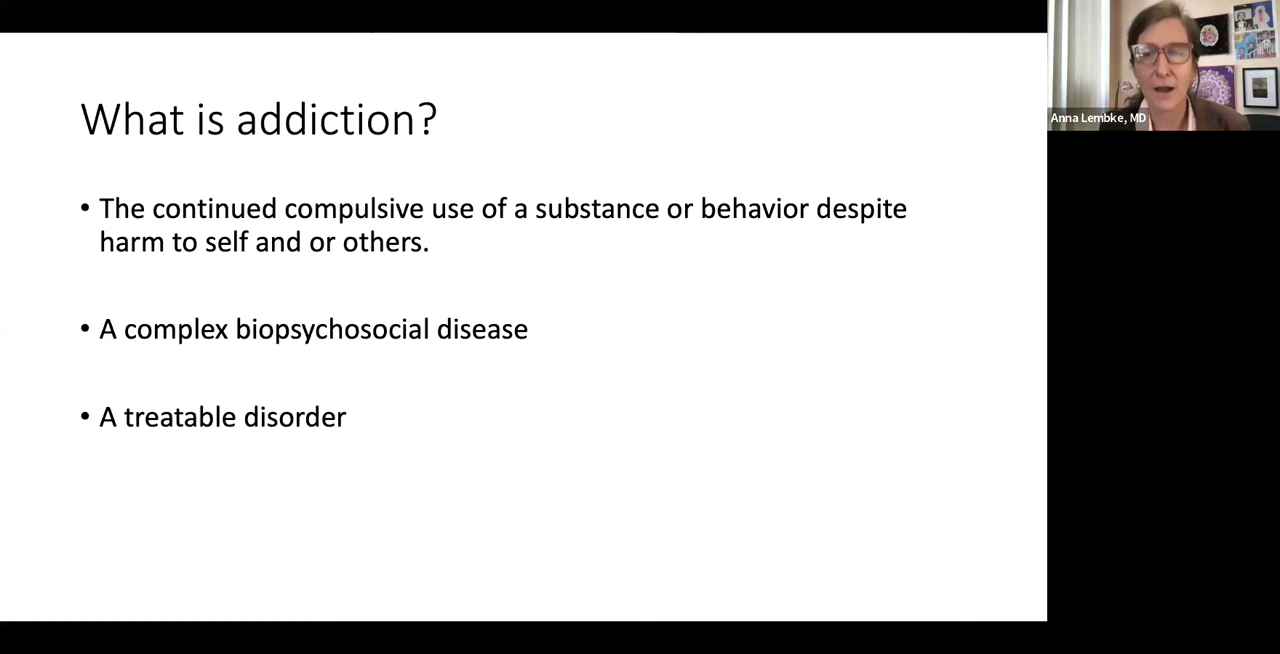 What is addiction?
• The continued compulsive use of a substance or behavior despite
harm to self and or others.
• A complex biopsychosocial disease
• A treatable disorder
Anna Lembke, MD